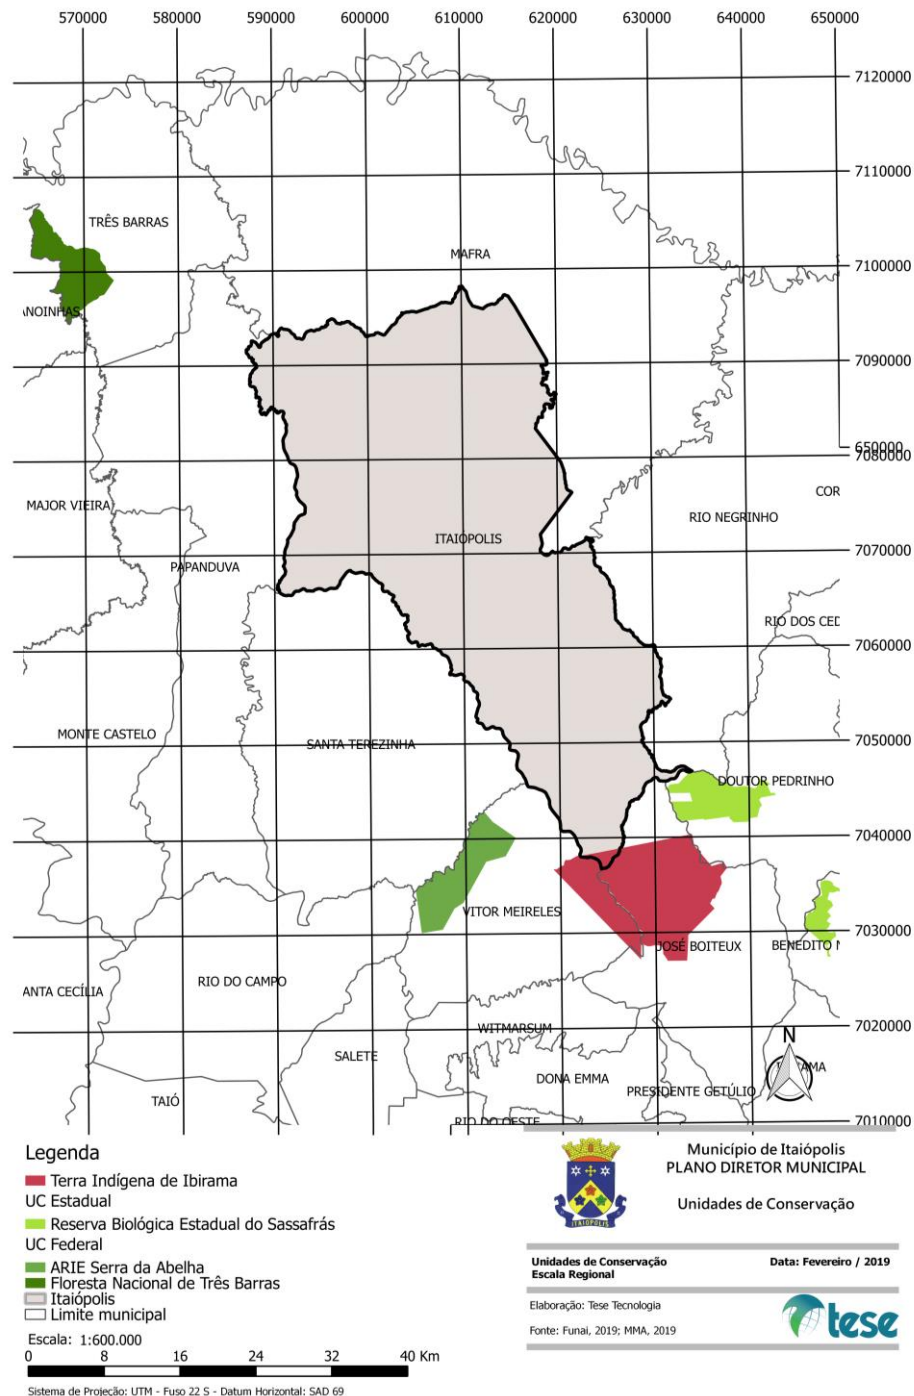 570000 580000 590000 600000 610000 620000 630000 640000 650000
7120000
7110000
TRÊS BARRAS
MAFRA
7100000
ANOINHAS
7090000
650000
7080000
MAJOR VIEIRA
COR
RIO NEGRINHO
ITAIÓPOLIS
7070000
PAPANDUVA
RIO DOS CED
7060000
MONTE CASTELO
SANTA TEREZINHA
7050000
DOUTOR PEDRINHO
7040000
VITOR MEIRELES
7030000
JOSÉ BOITEUX
BENEDITO N
RIO DO CAMPO
ANTA CECÍLIA
7020000
WITMARSUM
N
SALETE
AMA
DONA EMMA
PRESIDENTE GETÚLIO
TAIÓ
7010000
RIO DO OESTE
Legenda
Terra Indígena de Ibirama
UC Estadual
Reserva Biológica Estadual do Sassafrás
UC Federal
ARIE Serra da Abelha
Floresta Nacional de Três Barras
Itaiópolis
Limite municipal
Escala: 1:600.000
0 8 16 24 32 40 Km
Sistema de Projeção: UTM - Fuso 22 S - Datum Horizontal: SAD 69
ITAIÓPOLIS
Município de Itaiópolis
PLANO DIRETOR MUNICIPAL
Unidades de Conservação
Unidades de Conservação
Escala Regional
Data: Fevereiro / 2019
Elaboração: Tese Tecnologia
Fonte: Funai, 2019; MMA, 2019
tese